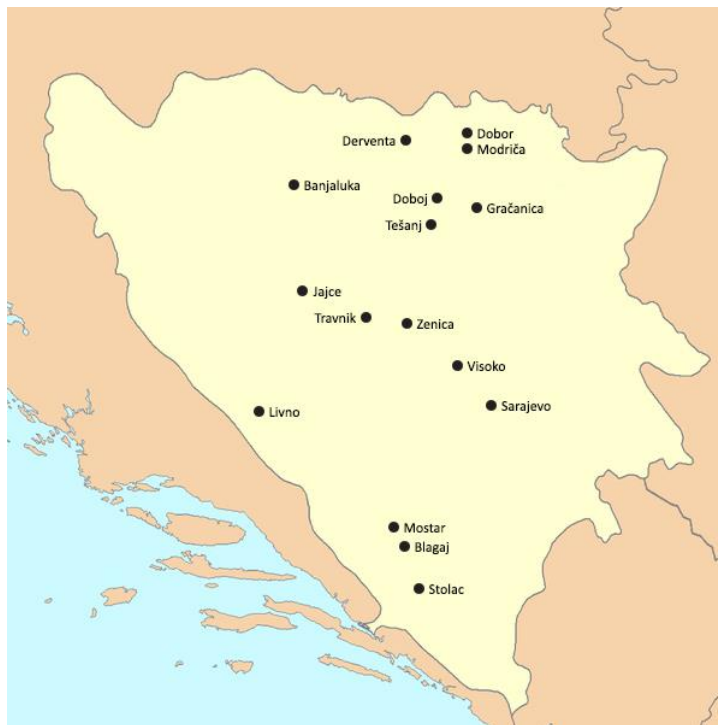 Dobor
Derventa
Modriča
Banjaluka
Doboj
Gračanica
Tešanj
Jajce
Travnik
Zenica
Visoko
Sarajevo
Livno
Mostar
Blagaj
Stolac